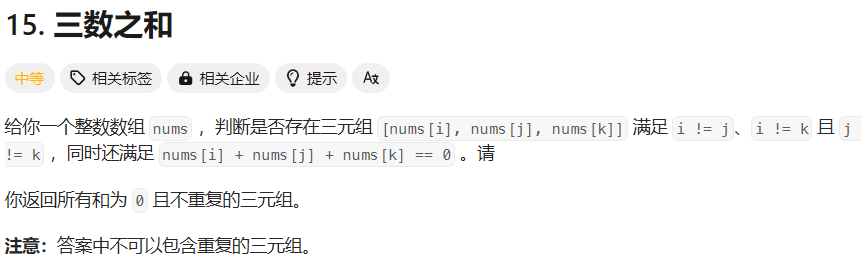 15. 三数之和
中等 相关标签 相关企业 提示 A文
给你一个整数数组 nums ，判断是否存在三元组 [nums[i], nums[j], nums[k]] 满足 i != j、i != k 且 j
!= k ，同时还满足 nums[i] + nums[j] + nums[k] == 0 。请
你返回所有和为 0 且不重复的三元组。
注意：答案中不可以包含重复的三元组。